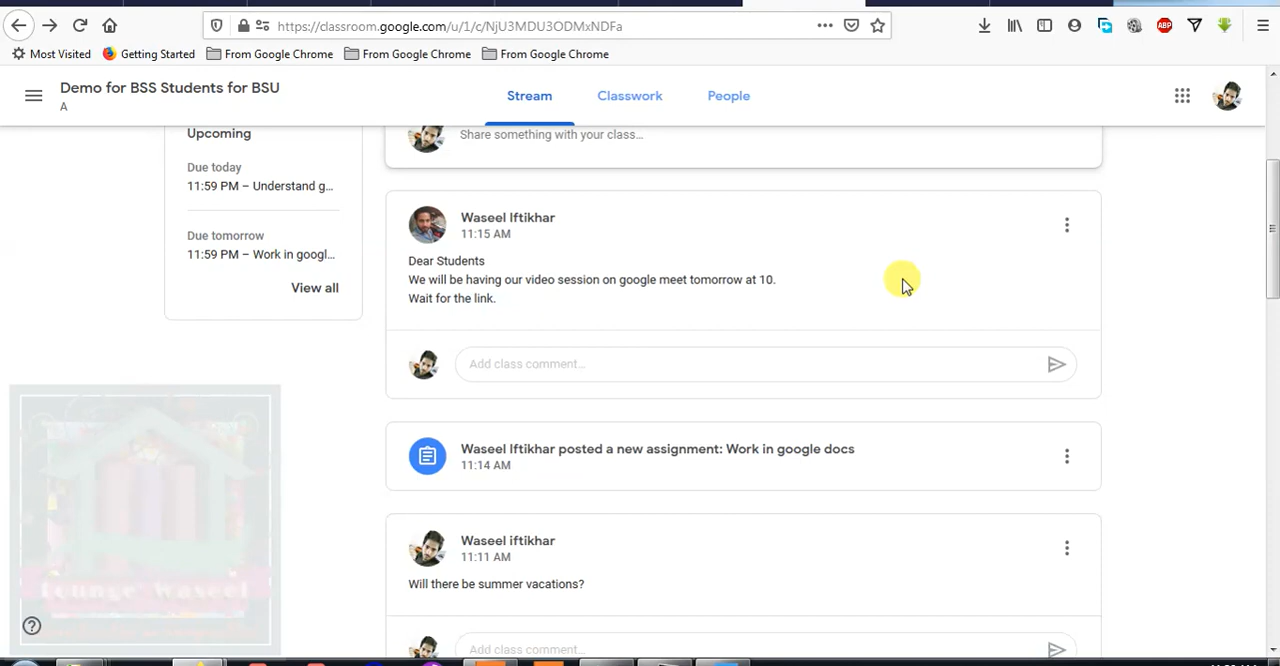 https://classroom.google.com/u/1/c/NjU3MDU3ODMxNDFa
ABP
Most Visited
Getting Started
From Google Chrome
From Google Chrome
From Google Chrome
Demo for BSS Students for BSU
A
Stream
Classwork
People
Upcoming
Due today
11:59 PM – Understand g...
Due tomorrow
11:59 PM – Work in googl...
View all
Share something with your class...
Waseel Iftikhar
11:15 AM
Dear Students
We will be having our video session on google meet tomorrow at 10.
Wait for the link.
Add class comment...
Waseel Iftikhar posted a new assignment: Work in google docs
11:14 AM
Waseel iftikhar
11:11 AM
Will there be summer vacations?
Add class comment...
Lounge Waseel